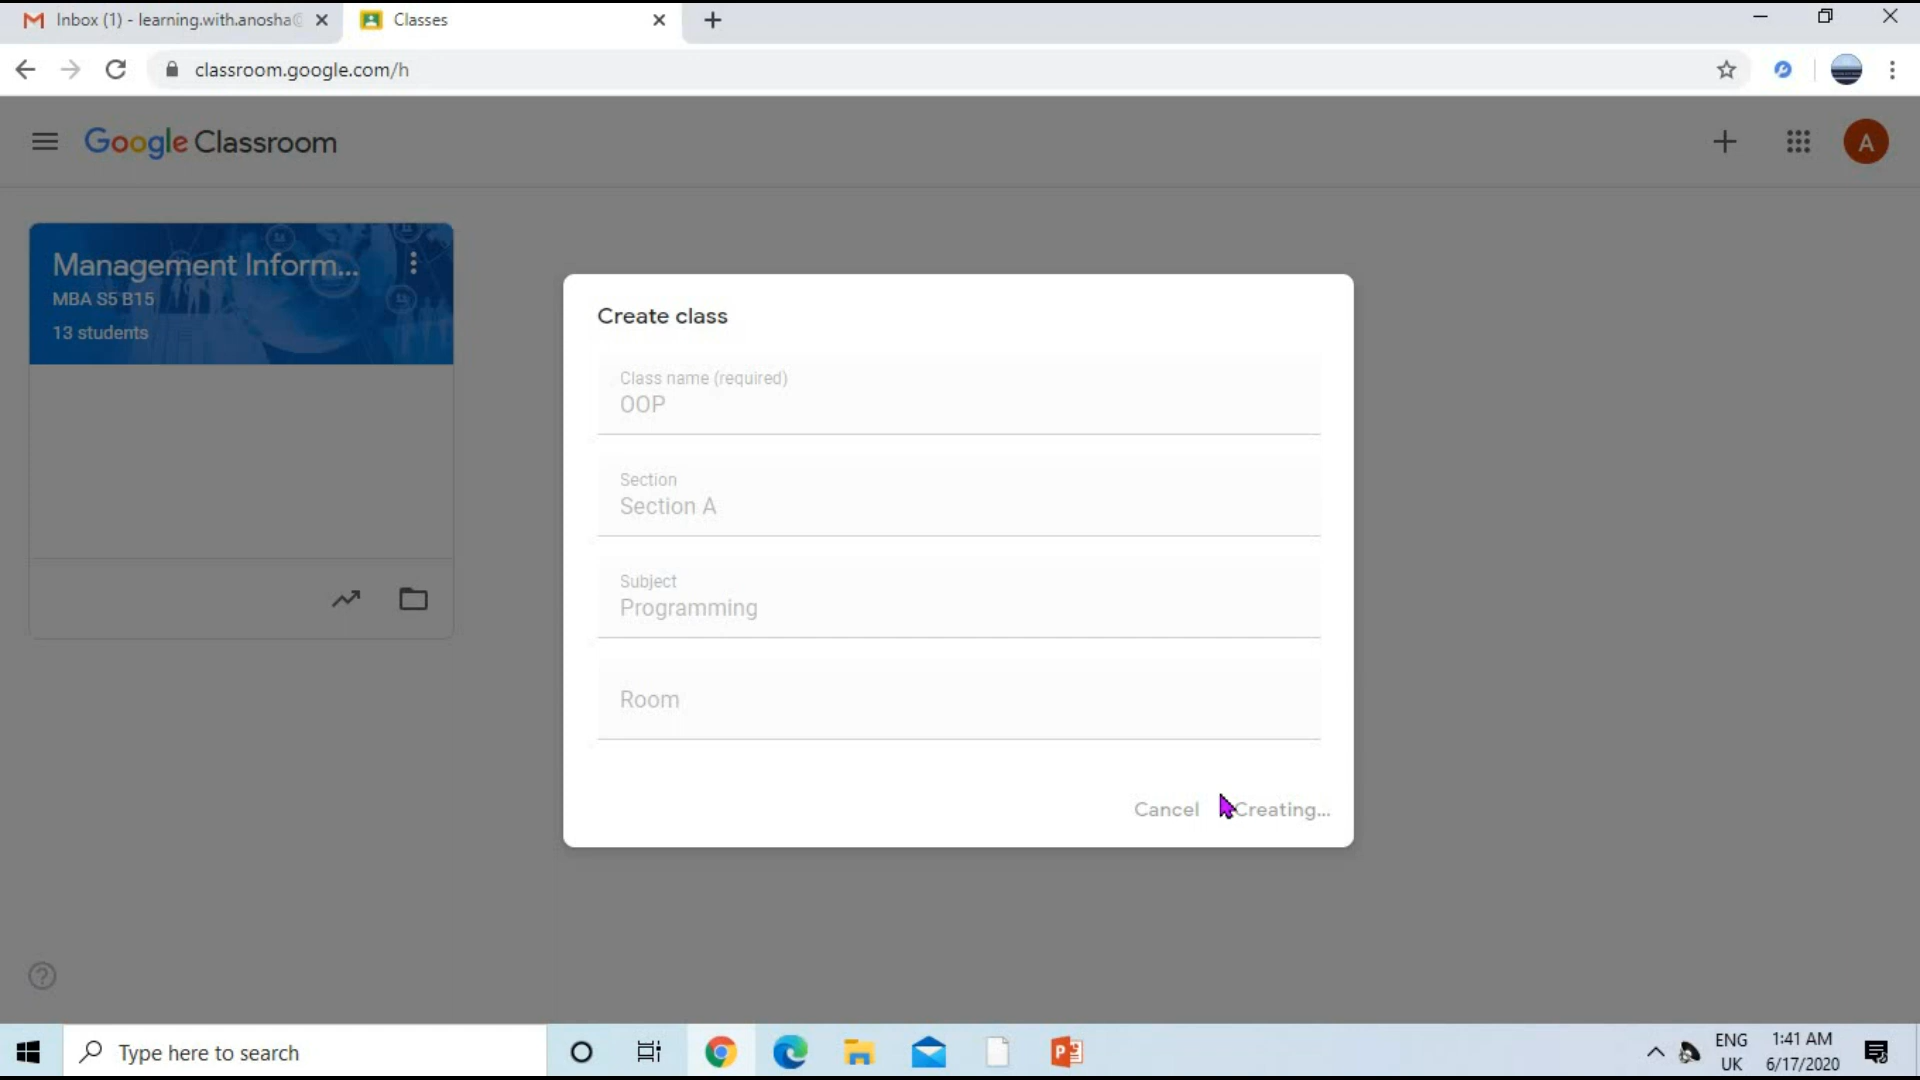 Inbox (1) - learning.with.anosha@
Classes
classroom.google.com/h
Google Classroom
A
Management Inform...
MBA S5 B15
13 students
Create class
Class name (required)
OOP
Section
Section A
Subject
Programming
Room
Cancel
Creating...
Type here to search
ENG
UK
1:41 AM
6/17/2020